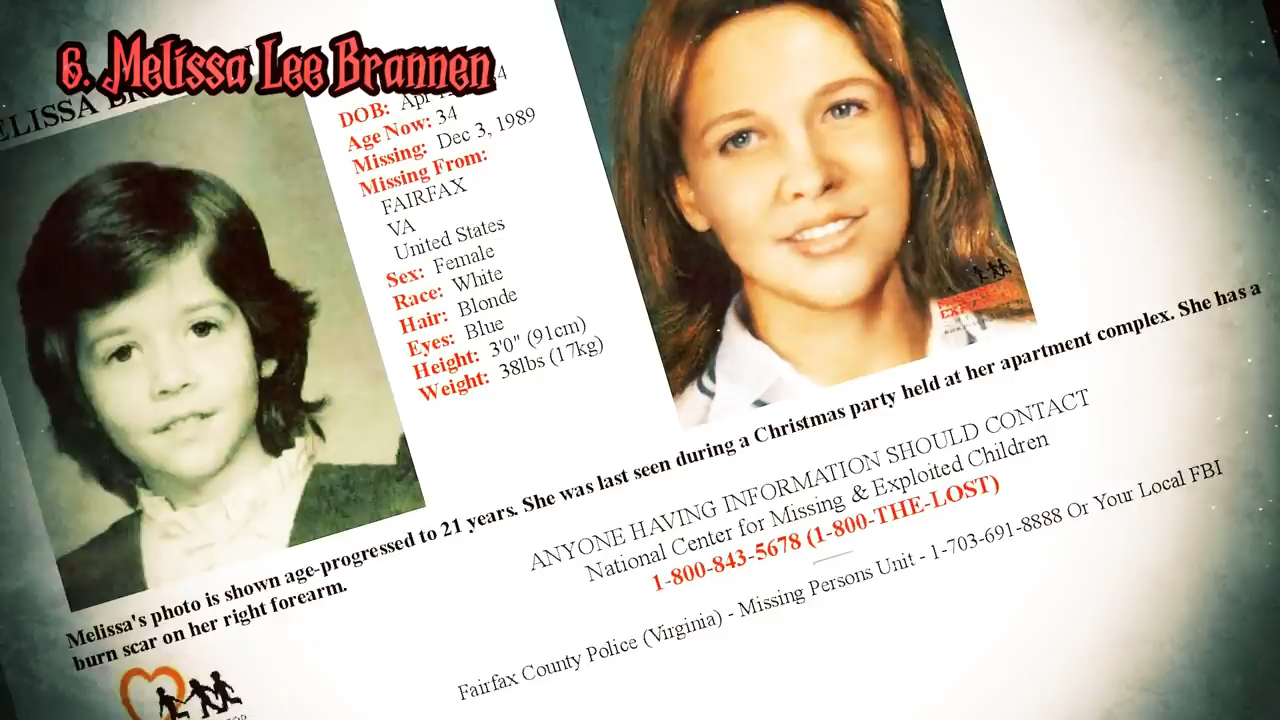 6. Melissa Lee Brannen
DOB:
Age Now: 34
Missing: Dec 3, 1989
Missing From:
FAIRFAX
VA
United States
Sex: Female
Race: White
Hair: Blonde
Eyes: Blue
Height: 3'0" (91cm)
Weight: 38lbs (17kg)
Melissa's photo is shown age-progressed to 21 years. She was last seen during a Christmas party held at her apartment complex. She has a
burn scar on her right forearm.
ANYONE HAVING INFORMATION SHOULD CONTACT
National Center for Missing & Exploited Children
1-800-843-5678 (1-800-THE-LOST)
Fairfax County Police (Virginia) - Missing Persons Unit - 1-703-691-8888 Or Your Local FBI